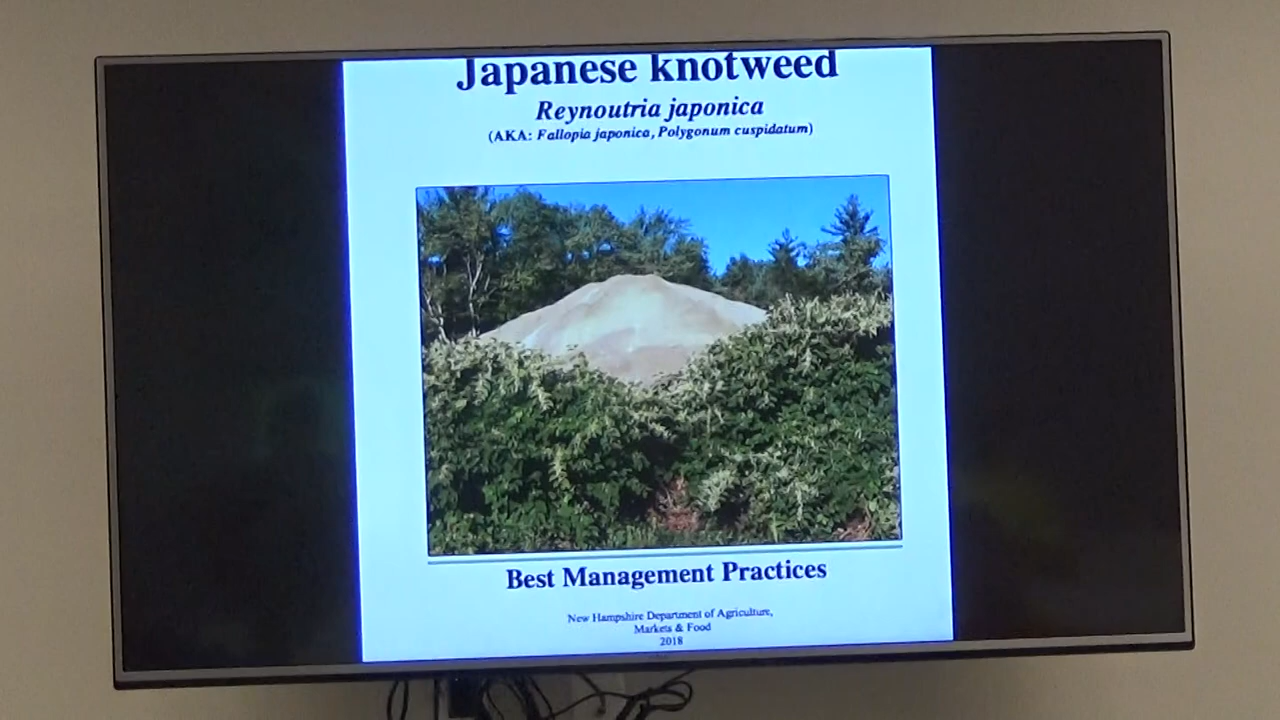 Japanese knotweed
Reynoutria japonica
(AKA: Fallopia japonica, Polygonum cuspidatum)
Best Management Practices
New Hampshire Department of Agriculture,
Markets & Food
2018